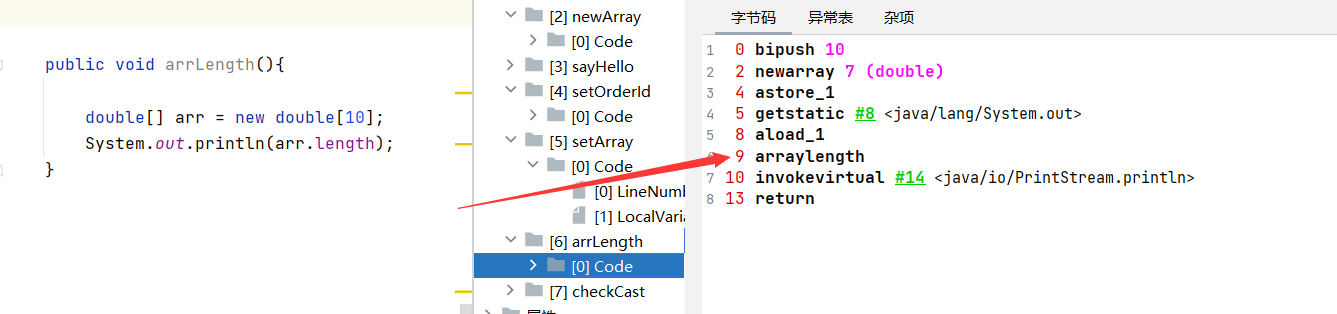 public void arrLength(){
double[] arr = new double[10];
System.out.println(arr.length);
}
[2] newArray
[0] Code
[3] sayHello
[4] setOrderId
[0] Code
[5] setArray
[0] Code
[0] LineNumb
[1] LocalVaria
[6] arrLength
[0] Code
[7] checkCast
字节码 异常表 杂项
1 0 bipush 10
2 2 newarray 7 (double)
3 4 astore_1
4 5 getstatic #8 <java/lang/System.out>
5 8 aload_1
9 arraylength
7 10 invokevirtual #14 <java/io/PrintStream.println>
8 13 return